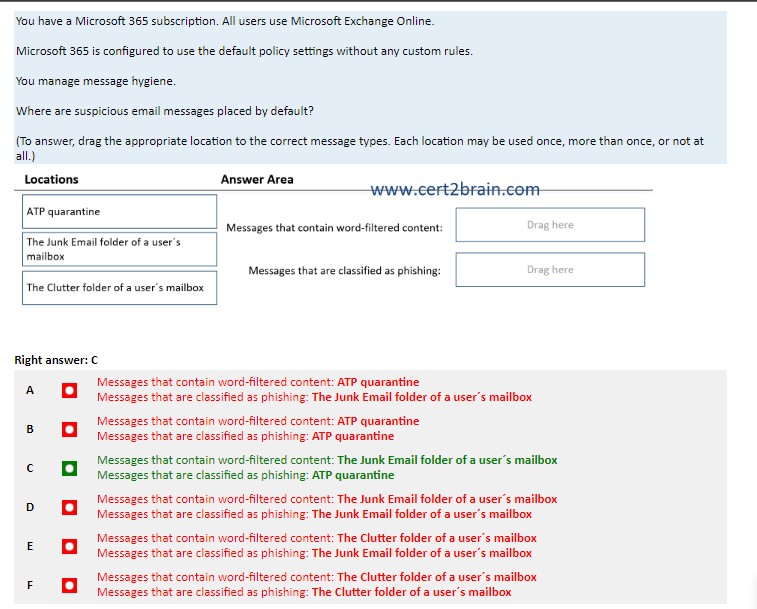 You have a Microsoft 365 subscription. All users use Microsoft Exchange Online.
Microsoft 365 is configured to use the default policy settings without any custom rules.
You manage message hygiene.
Where are suspicious email messages placed by default?
(To answer, drag the appropriate location to the correct message types. Each location may be used once, more than once, or not at
all.)
Locations
Answer Area
www.cert2brain.com
ATP quarantine
The Junk Email folder of a user´s
mailbox
The Clutter folder of a user´s mailbox
Messages that contain word-filtered content:
Drag here
Messages that are classified as phishing:
Drag here
Right answer: C
A
Messages that contain word-filtered content: ATP quarantine
Messages that are classified as phishing: The Junk Email folder of a user´s mailbox
B
Messages that contain word-filtered content: ATP quarantine
Messages that are classified as phishing: ATP quarantine
C
Messages that contain word-filtered content: The Junk Email folder of a user´s mailbox
Messages that are classified as phishing: ATP quarantine
D
Messages that contain word-filtered content: The Junk Email folder of a user´s mailbox
Messages that are classified as phishing: The Junk Email folder of a user´s mailbox
E
Messages that contain word-filtered content: The Clutter folder of a user´s mailbox
Messages that are classified as phishing: The Junk Email folder of a user´s mailbox
F
Messages that contain word-filtered content: The Clutter folder of a user´s mailbox
Messages that are classified as phishing: The Clutter folder of a user´s mailbox